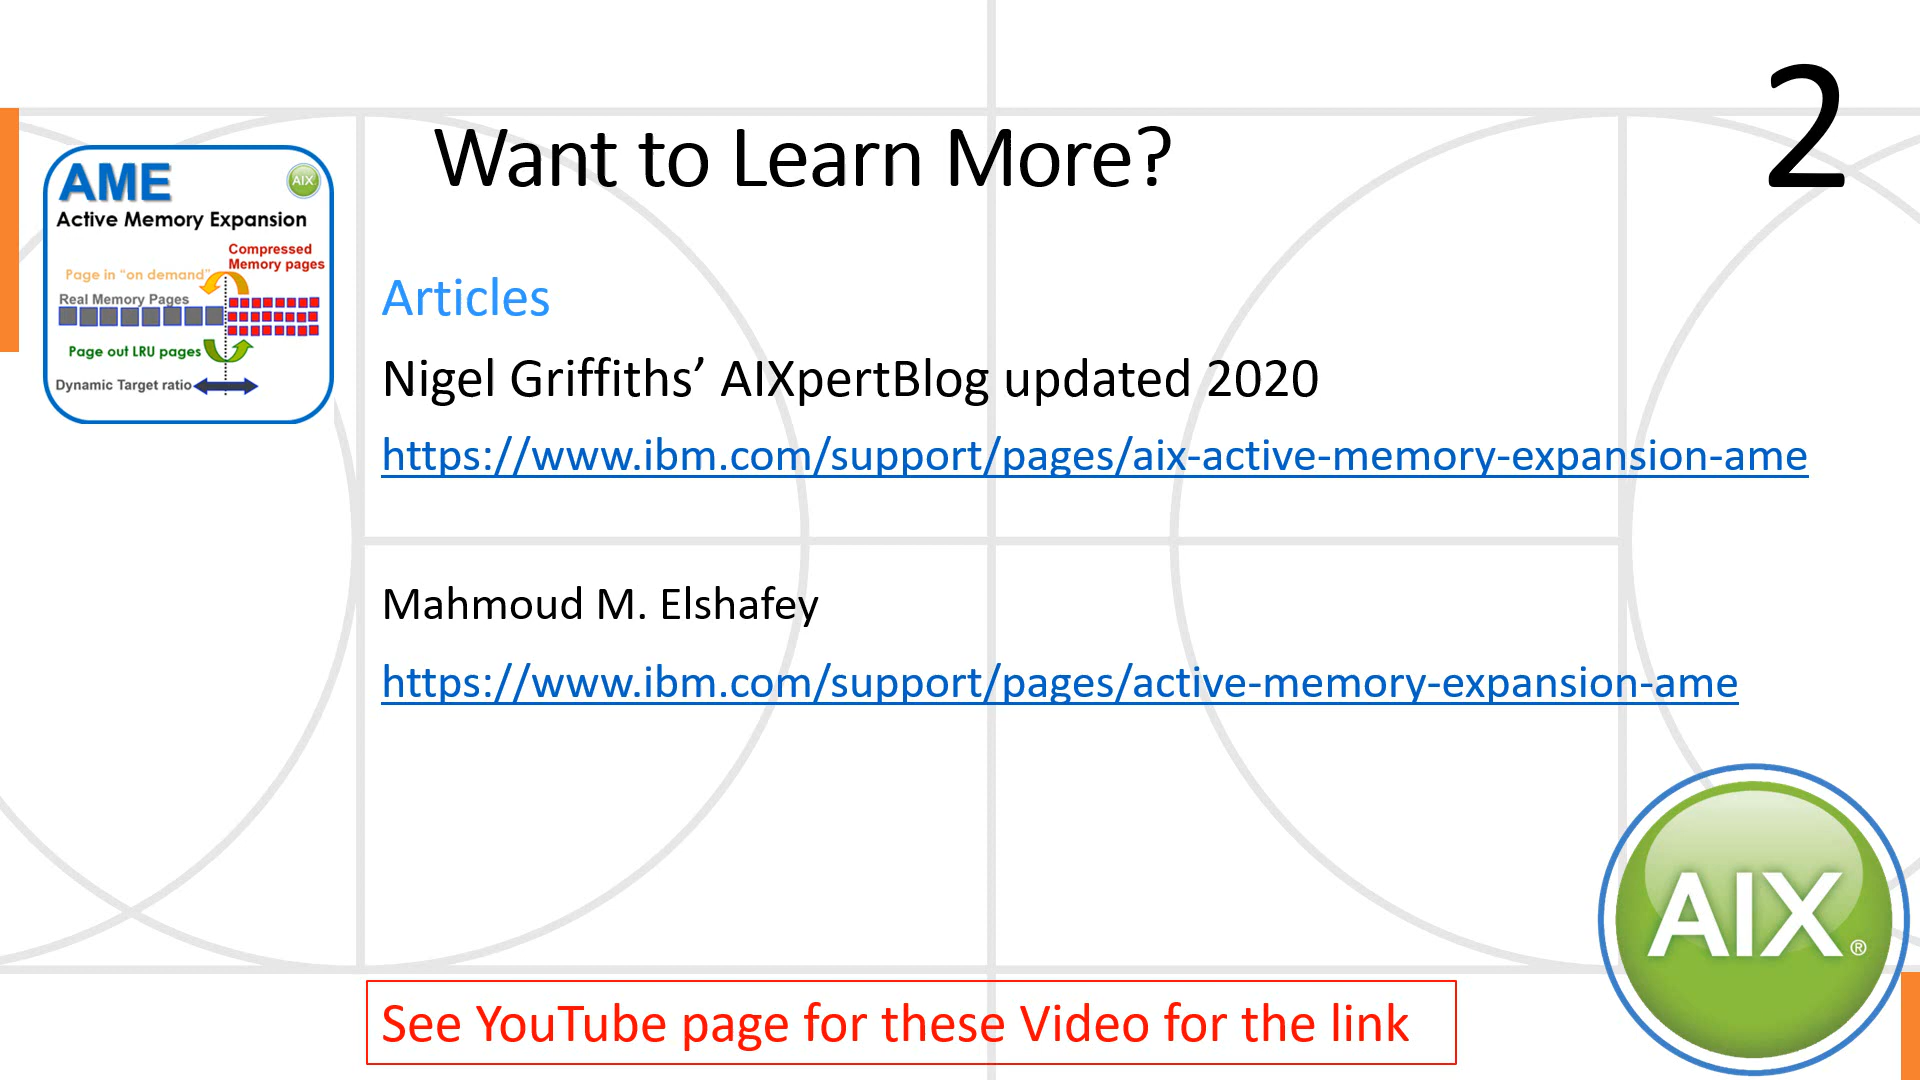 2
Want to Learn More?
AME
AIX
Active Memory Expansion
Compressed
Memory pages
Page in “on demand”
Real Memory Pages
Page out LRU pages
Dynamic Target ratio
Articles
Nigel Griffiths’ AIXpertBlog updated 2020
https://www.ibm.com/support/pages/aix-active-memory-expansion-ame
Mahmoud M. Elshafey
https://www.ibm.com/support/pages/active-memory-expansion-ame
AIX®
See YouTube page for these Video for the link